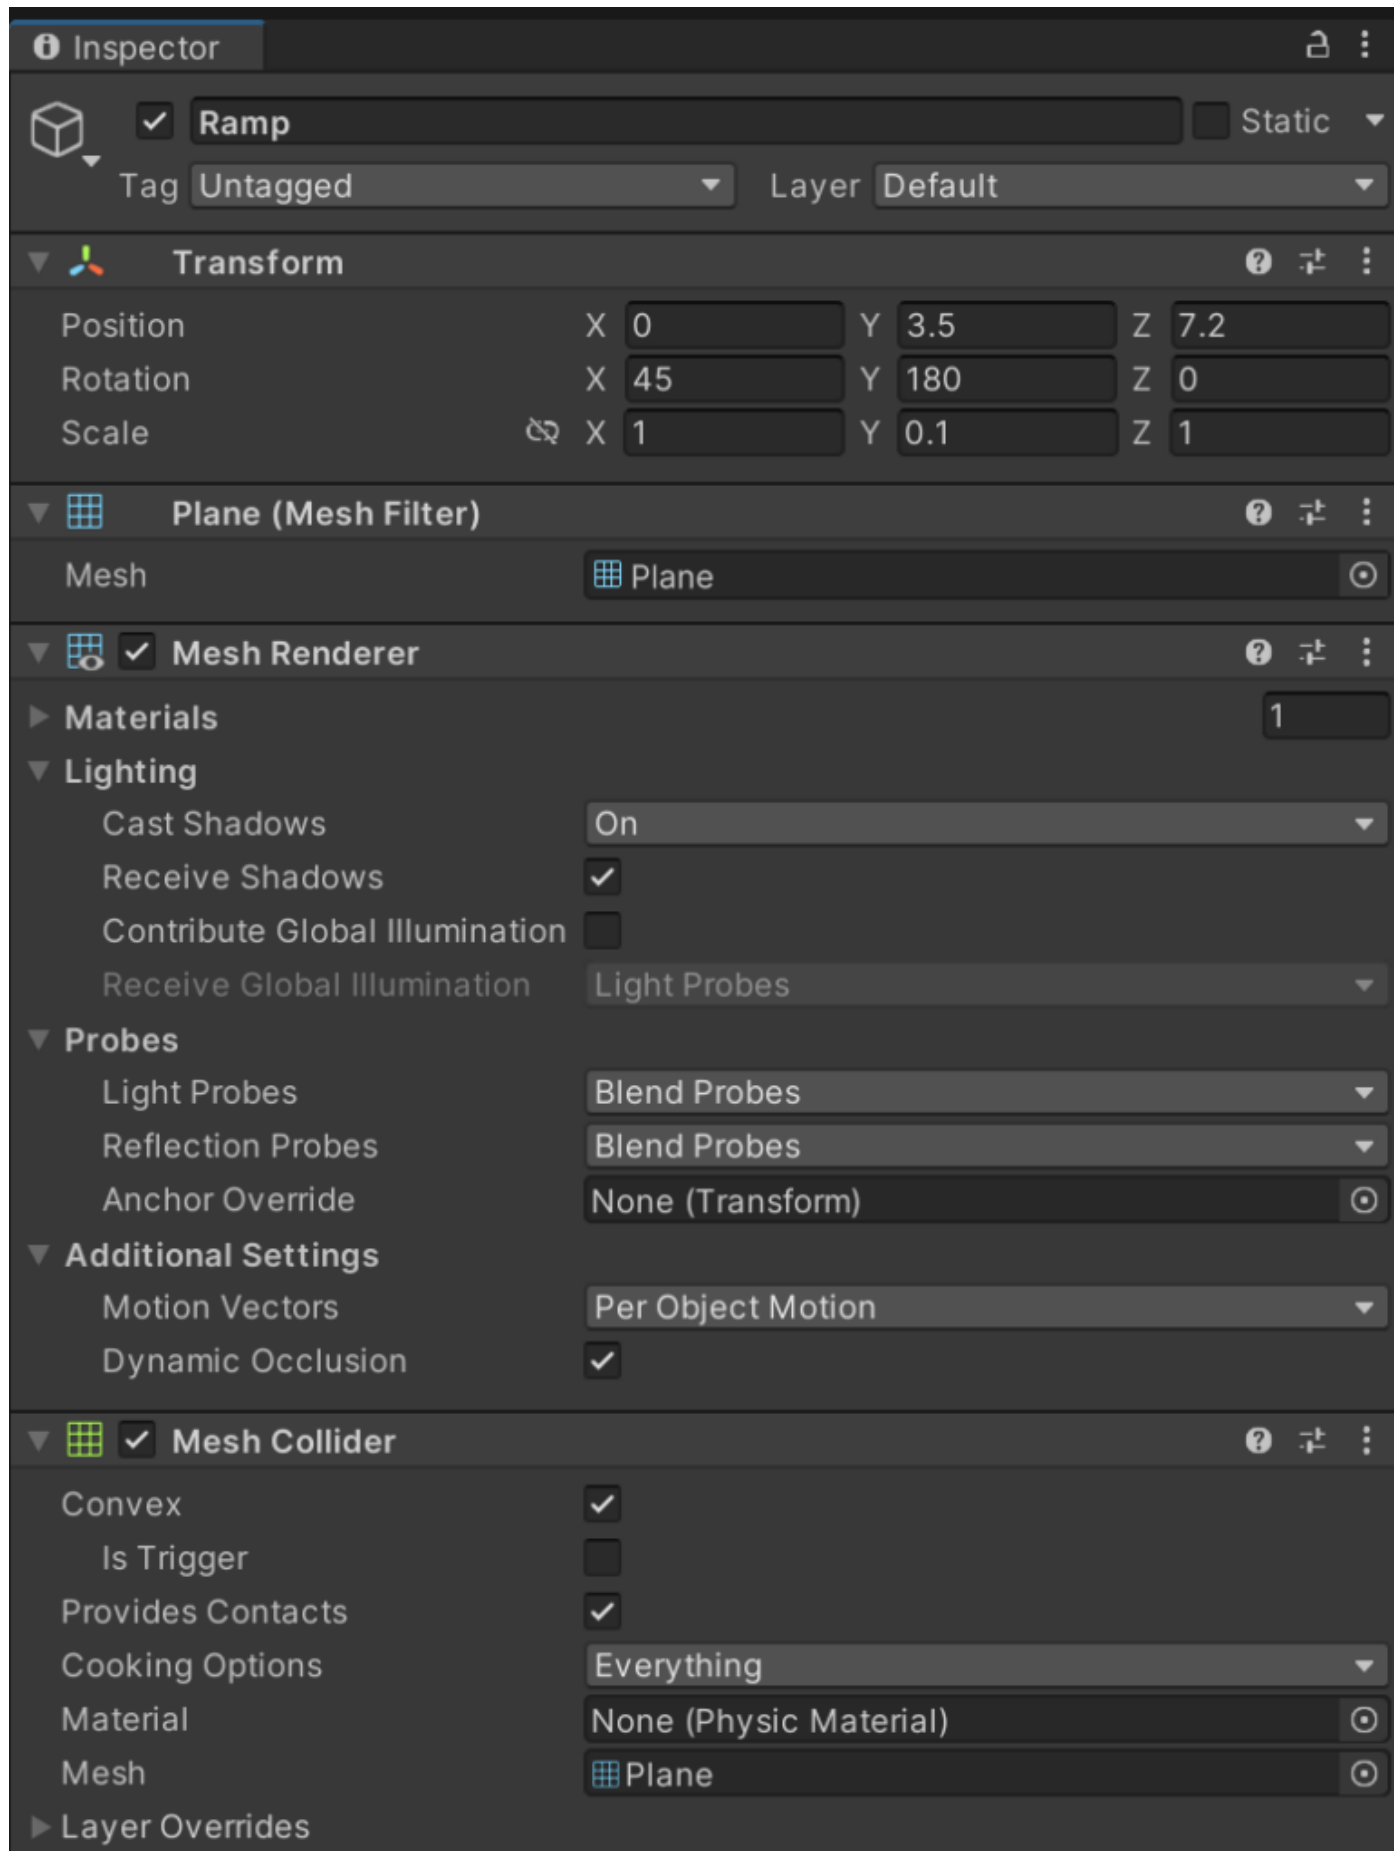 Inspector
Ramp Static
Tag Untagged Layer Default
Transform
Position X 0 Y 3.5 Z 7.2
Rotation X 45 Y 180 Z 0
Scale X 1 Y 0.1 Z 1
Plane (Mesh Filter)
Mesh Plane
Mesh Renderer
Materials 1
Lighting
Cast Shadows On
Receive Shadows
Contribute Global Illumination
Receive Global Illumination Light Probes
Probes
Light Probes Blend Probes
Reflection Probes Blend Probes
Anchor Override None (Transform)
Additional Settings
Motion Vectors Per Object Motion
Dynamic Occlusion
Mesh Collider
Convex
Is Trigger
Provides Contacts
Cooking Options Everything
Material None (Physic Material)
Mesh Plane
Layer Overrides